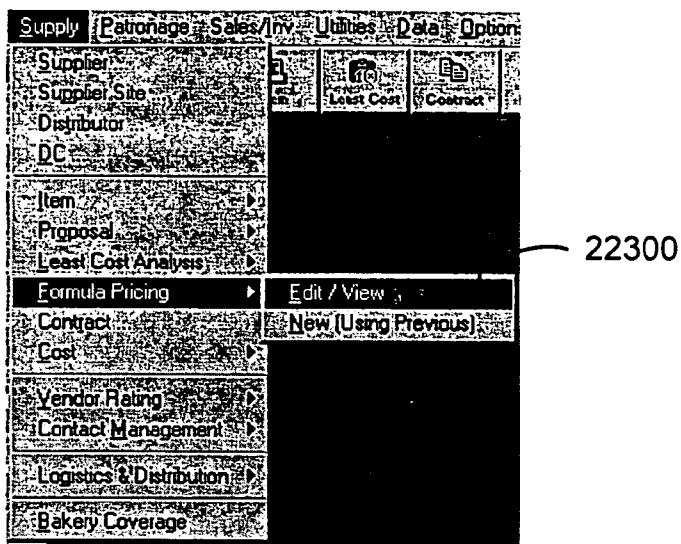 Supply Patronage Sales/Inv Utilities Data Option
Supplier
Supplier Site
Distributor
DC
Least Cost
Contract
Item
Proposal
Least Cost Analysis
Formula Pricing
Edit / View
New (Using Previous)
Contract
Cost
Vendor Rating
Contact Management
Logistics & Distribution
Bakery Coverage
22300